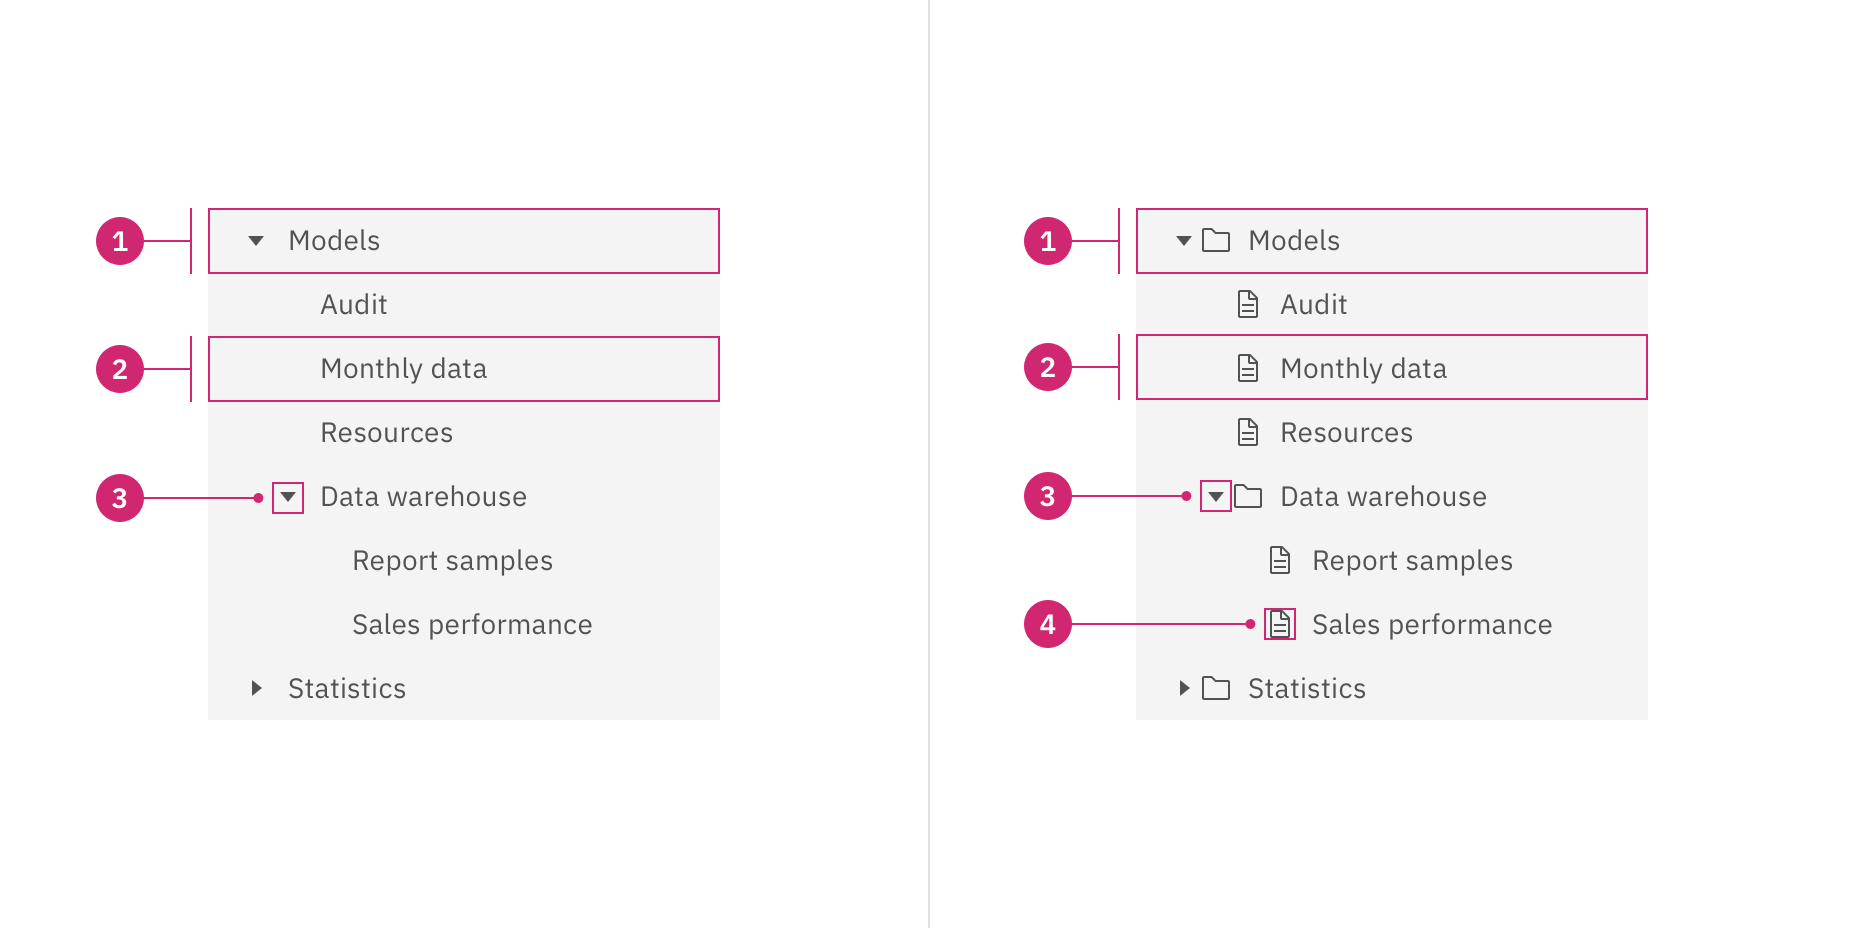 1 Models
Audit
2 Monthly data
Resources
3 Data warehouse
Report samples
Sales performance
Statistics
1 Models
Audit
2 Monthly data
Resources
3 Data warehouse
Report samples
4 Sales performance
Statistics